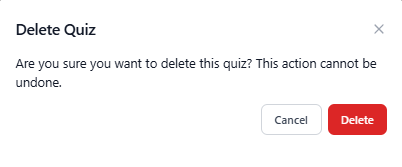 Delete Quiz
Are you sure you want to delete this quiz? This action cannot be
undone.
Cancel
Delete